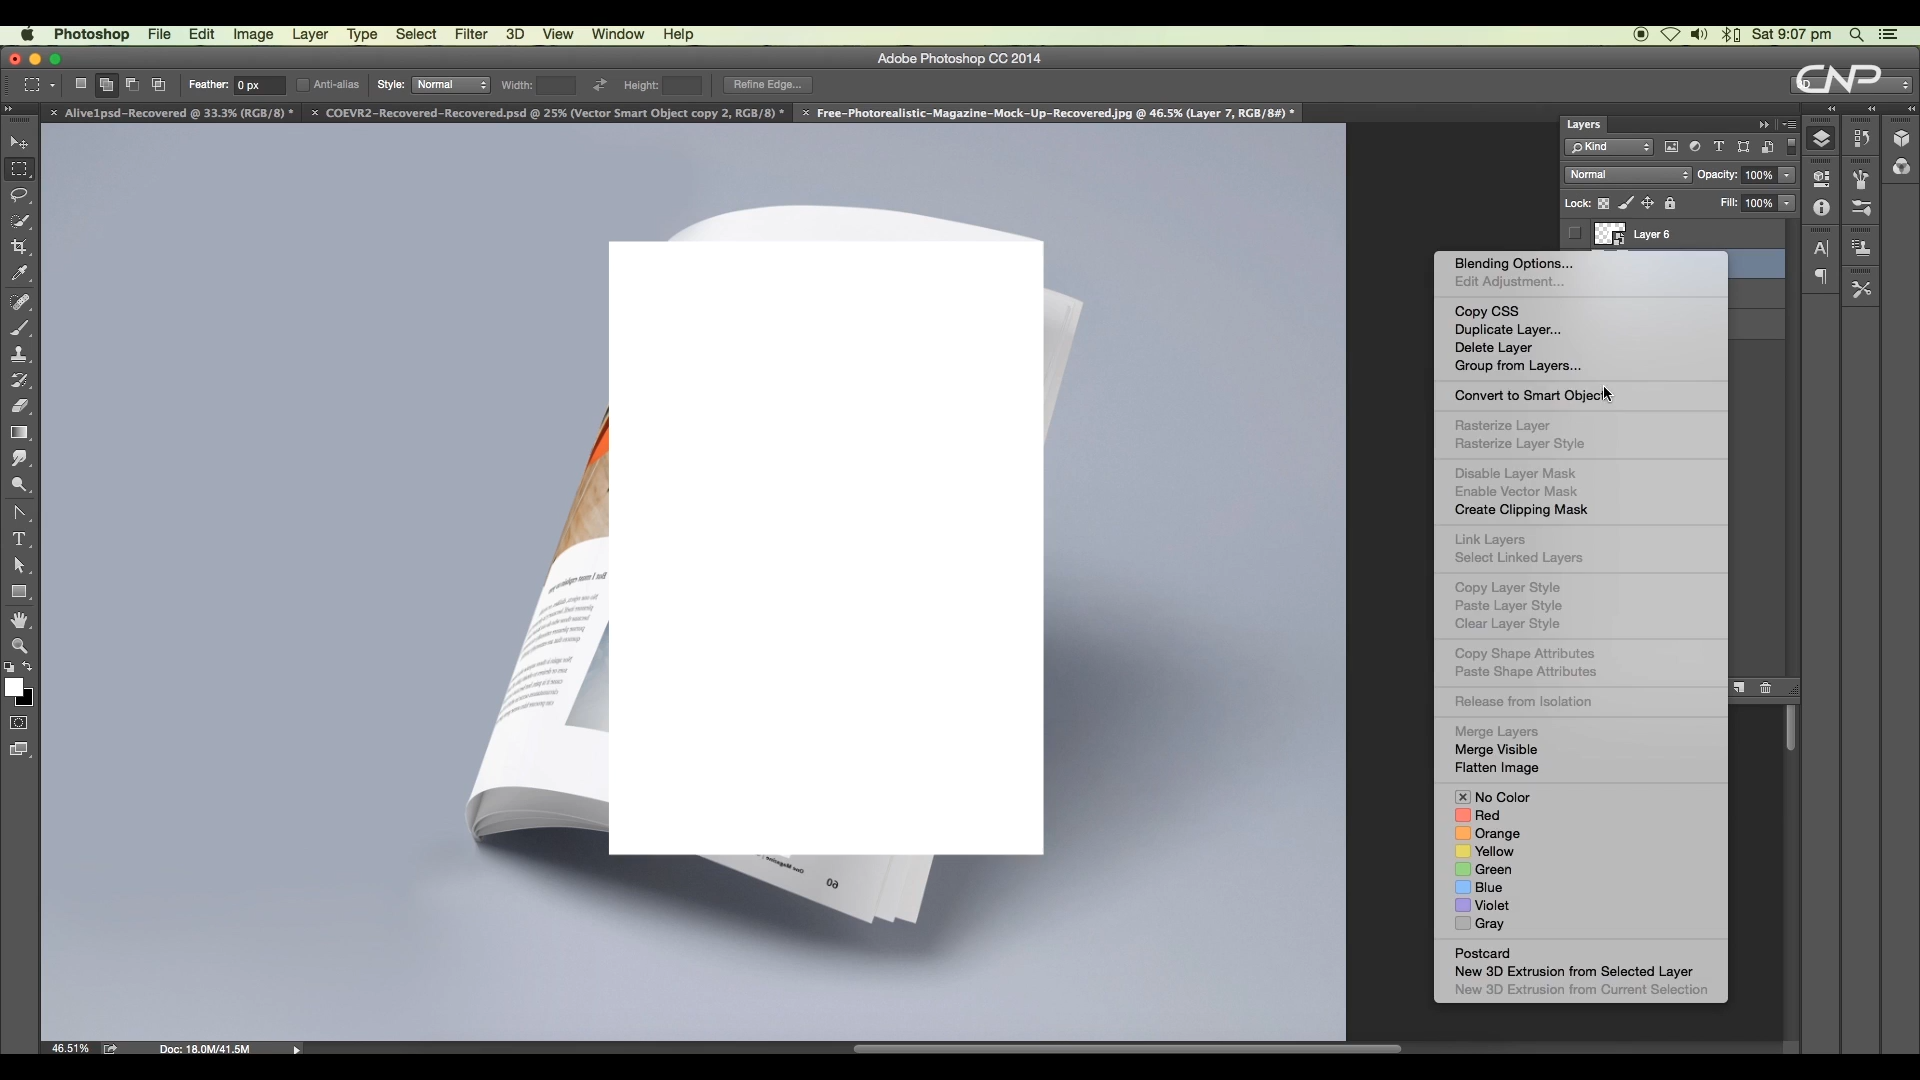 Photoshop File Edit Image Layer Type Select Filter 3D View Window Help Sat 9:07 pm
Adobe Photoshop CC 2014
Feather: 0 px Anti-alias Style: Normal Width: Height: Refine Edge...
CNP
Alive1psd-Recovered @ 33.3% (RGB/8) *
COEVR2-Recovered-Recovered.psd @ 25% (Vector Smart Object copy 2, RGB/8) *
Free-Photorealistic-Magazine-Mock-Up-Recovered.jpg @ 46.5% (Layer 7, RGB/8#) *
Layers
Kind
Normal Opacity: 100%
Lock: Fill: 100%
Layer 6
Blending Options...
Edit Adjustment...
Copy CSS
Duplicate Layer...
Delete Layer
Group from Layers...
Convert to Smart Object
Rasterize Layer
Rasterize Layer Style
Disable Layer Mask
Enable Vector Mask
Create Clipping Mask
Link Layers
Select Linked Layers
Copy Layer Style
Paste Layer Style
Clear Layer Style
Copy Shape Attributes
Paste Shape Attributes
Release from Isolation
Merge Layers
Merge Visible
Flatten Image
No Color
Red
Orange
Yellow
Green
Blue
Violet
Gray
Postcard
New 3D Extrusion from Selected Layer
New 3D Extrusion from Current Selection
60
46.51% Doc: 18.0M/41.5M